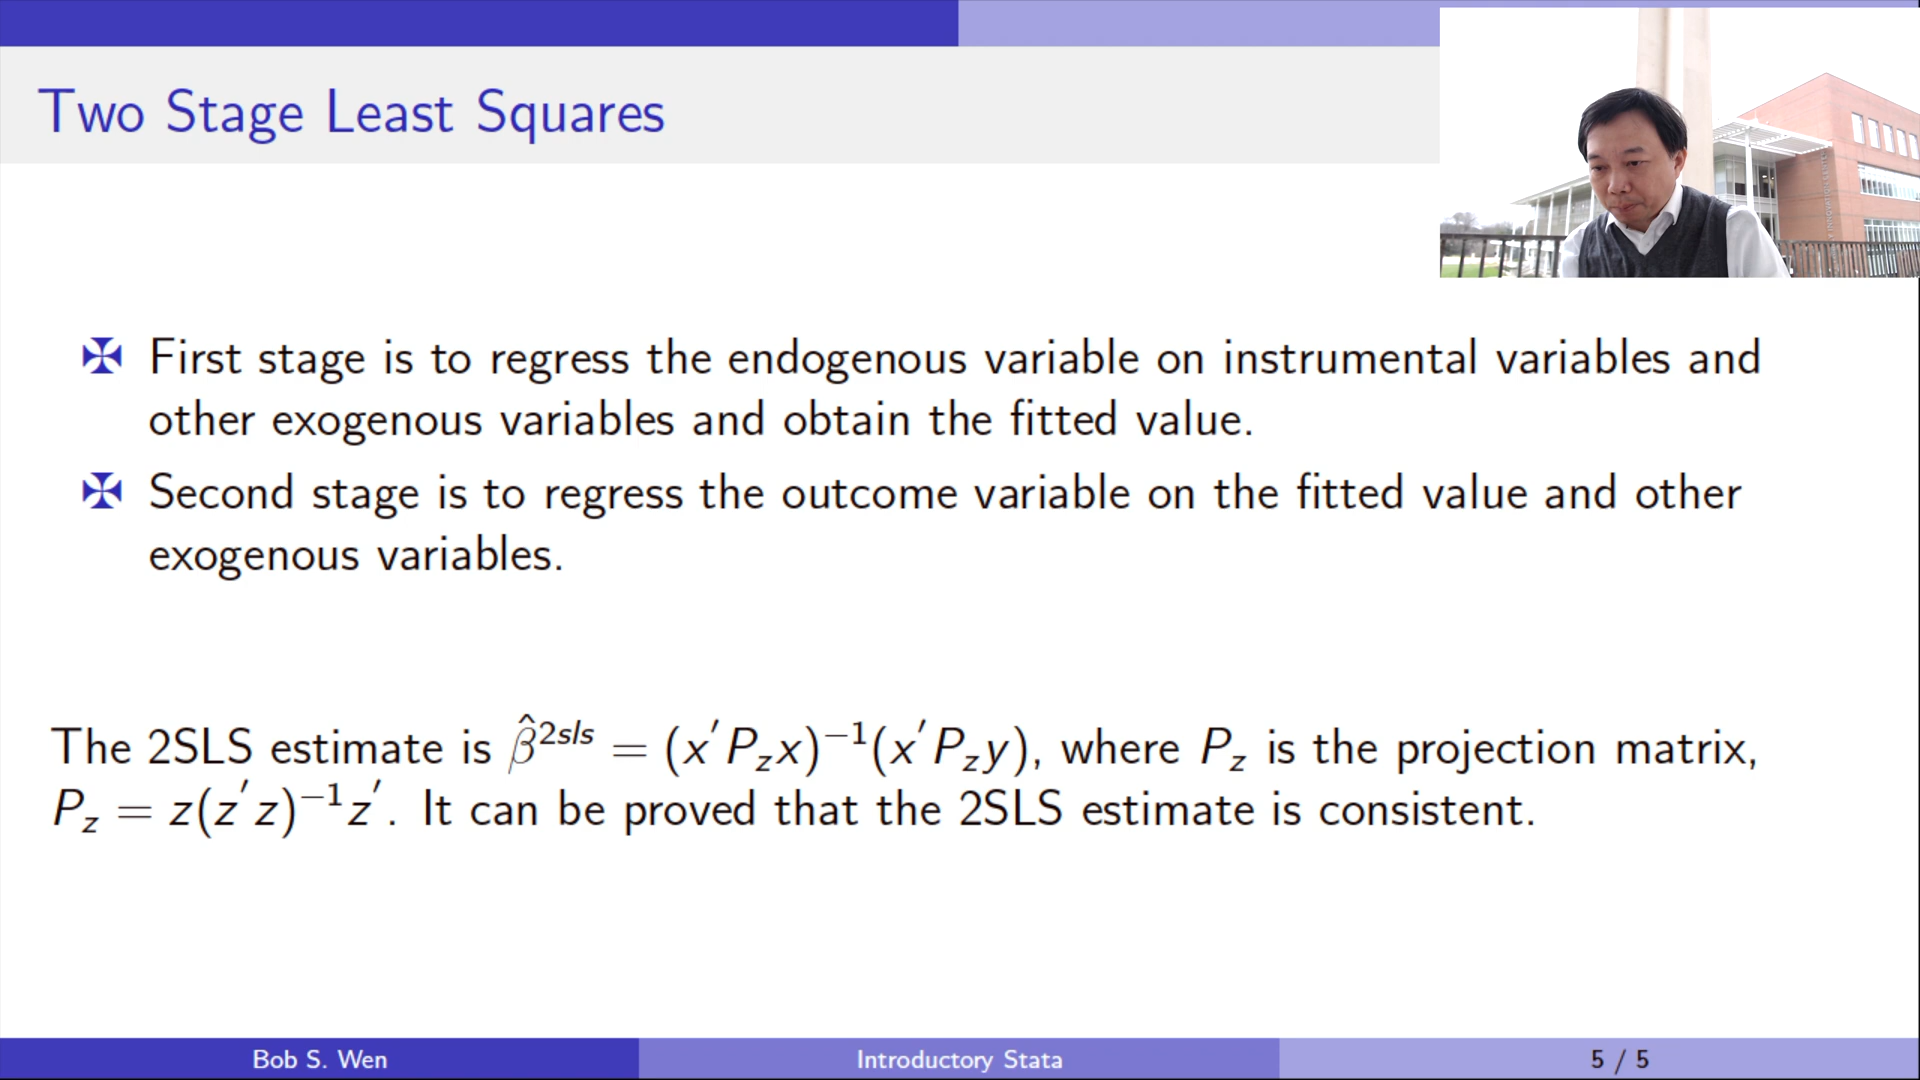 Two Stage Least Squares
✠ First stage is to regress the endogenous variable on instrumental variables and
other exogenous variables and obtain the fitted value.
✠ Second stage is to regress the outcome variable on the fitted value and other
exogenous variables.
The 2SLS estimate is β̂²ˢˡˢ = (x′P_z x)⁻¹(x′P_z y), where P_z is the projection matrix,
P_z = z(z′z)⁻¹z′. It can be proved that the 2SLS estimate is consistent.
Bob S. Wen
Introductory Stata
5 / 5